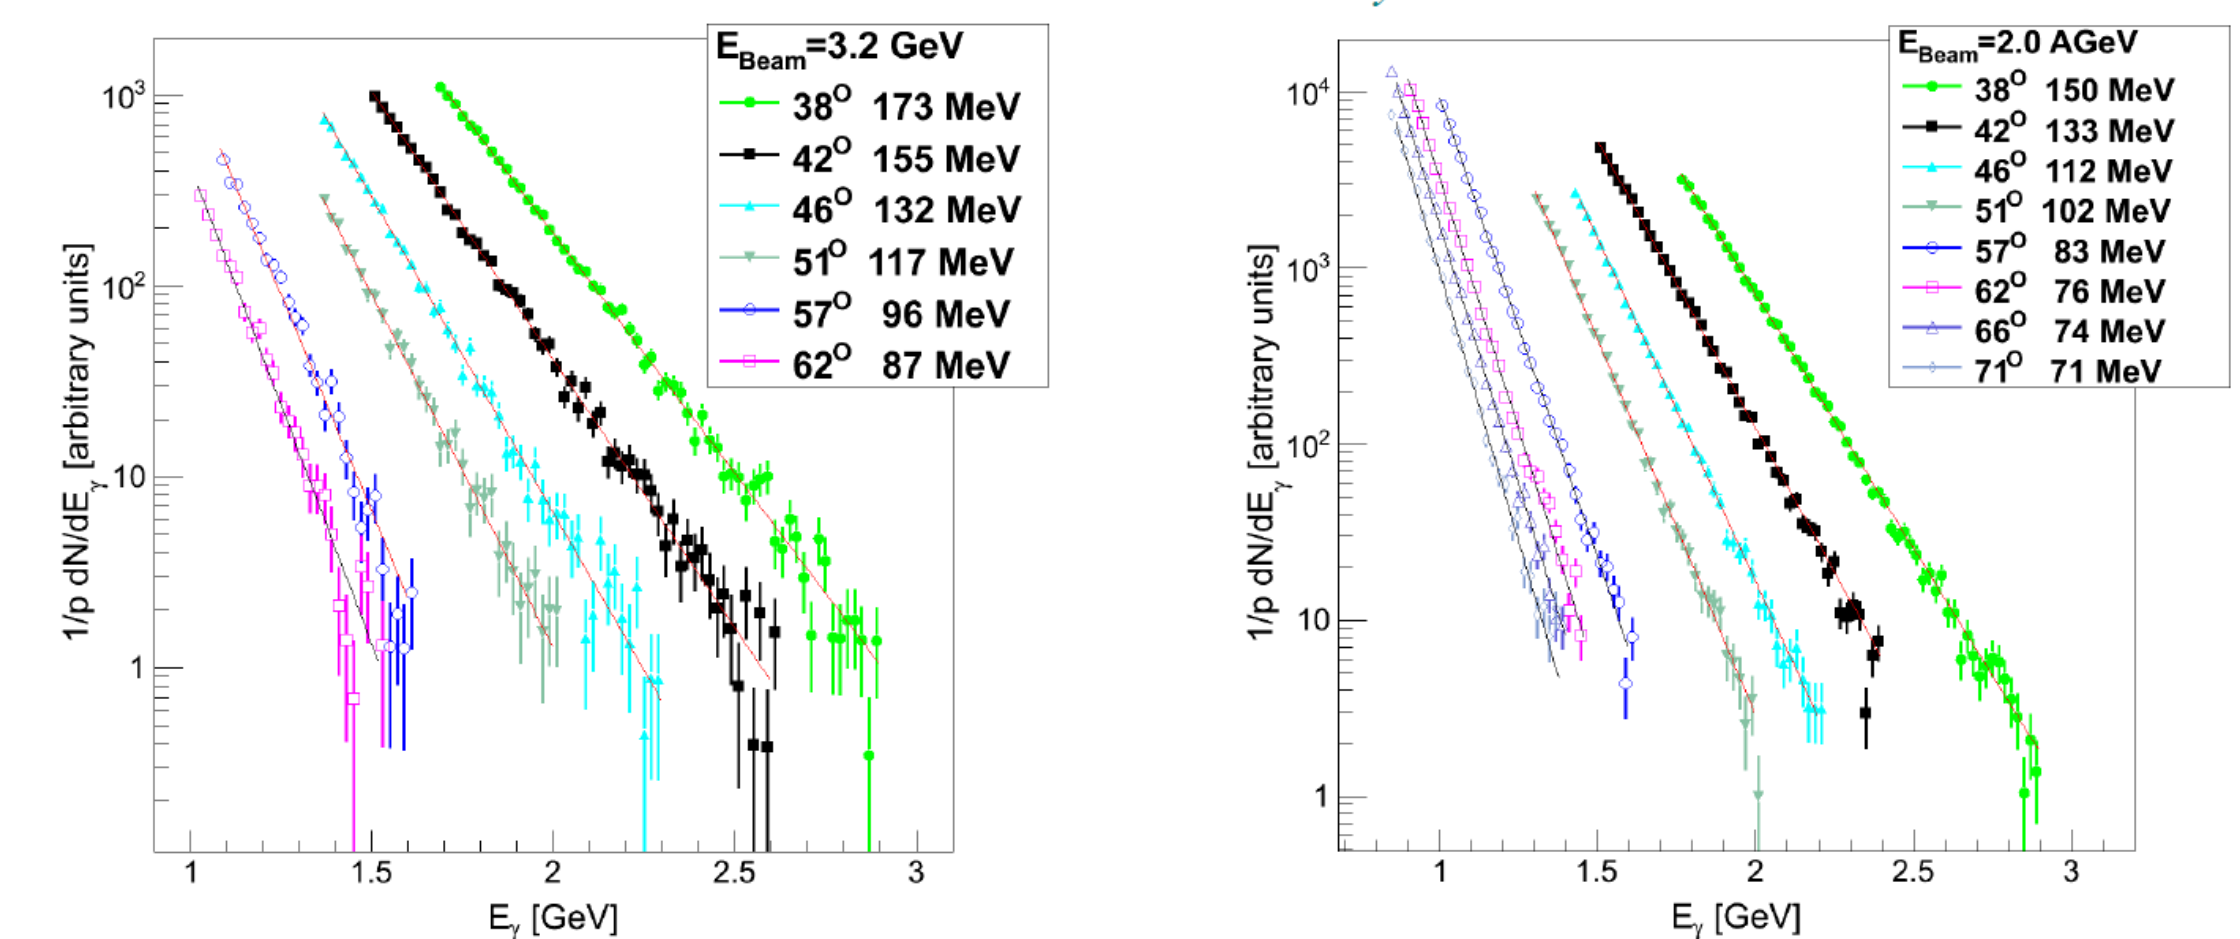 E_Beam=3.2 GeV
38° 173 MeV
42° 155 MeV
46° 132 MeV
51° 117 MeV
57° 96 MeV
62° 87 MeV
10³
10²
10
1
1/p dN/dE_γ [arbitrary units]
1 1.5 2 2.5 3
E_γ [GeV]
E_Beam=2.0 AGeV
38° 150 MeV
42° 133 MeV
46° 112 MeV
51° 102 MeV
57° 83 MeV
62° 76 MeV
66° 74 MeV
71° 71 MeV
10⁴
10³
10²
10
1
1/p dN/dE_γ [arbitrary units]
1 1.5 2 2.5 3
E_γ [GeV]